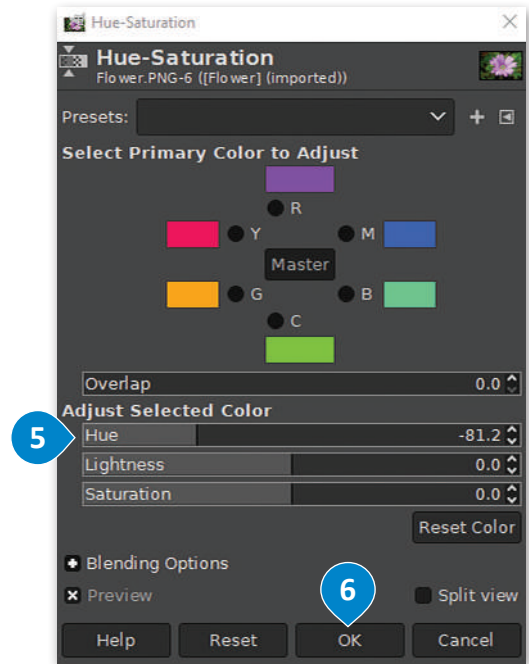 Hue-Saturation
Hue-Saturation
Flower.PNG-6 ([Flower] (imported))
Presets:
Select Primary Color to Adjust
R
Y M
Master
G B
C
Overlap 0.0
Adjust Selected Color
5 Hue -81.2
Lightness 0.0
Saturation 0.0
Reset Color
Blending Options
Preview 6 Split view
Help Reset OK Cancel